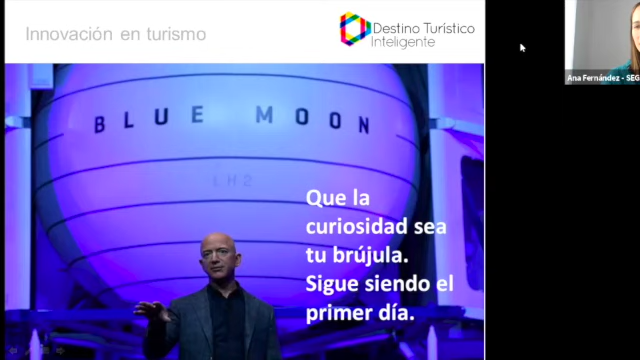 Innovación en turismo
Destino Turístico
Inteligente
BLUE MOON
LH2
Que la
curiosidad sea
tu brújula.
Sigue siendo el
primer día.
Ana Fernández - SEG